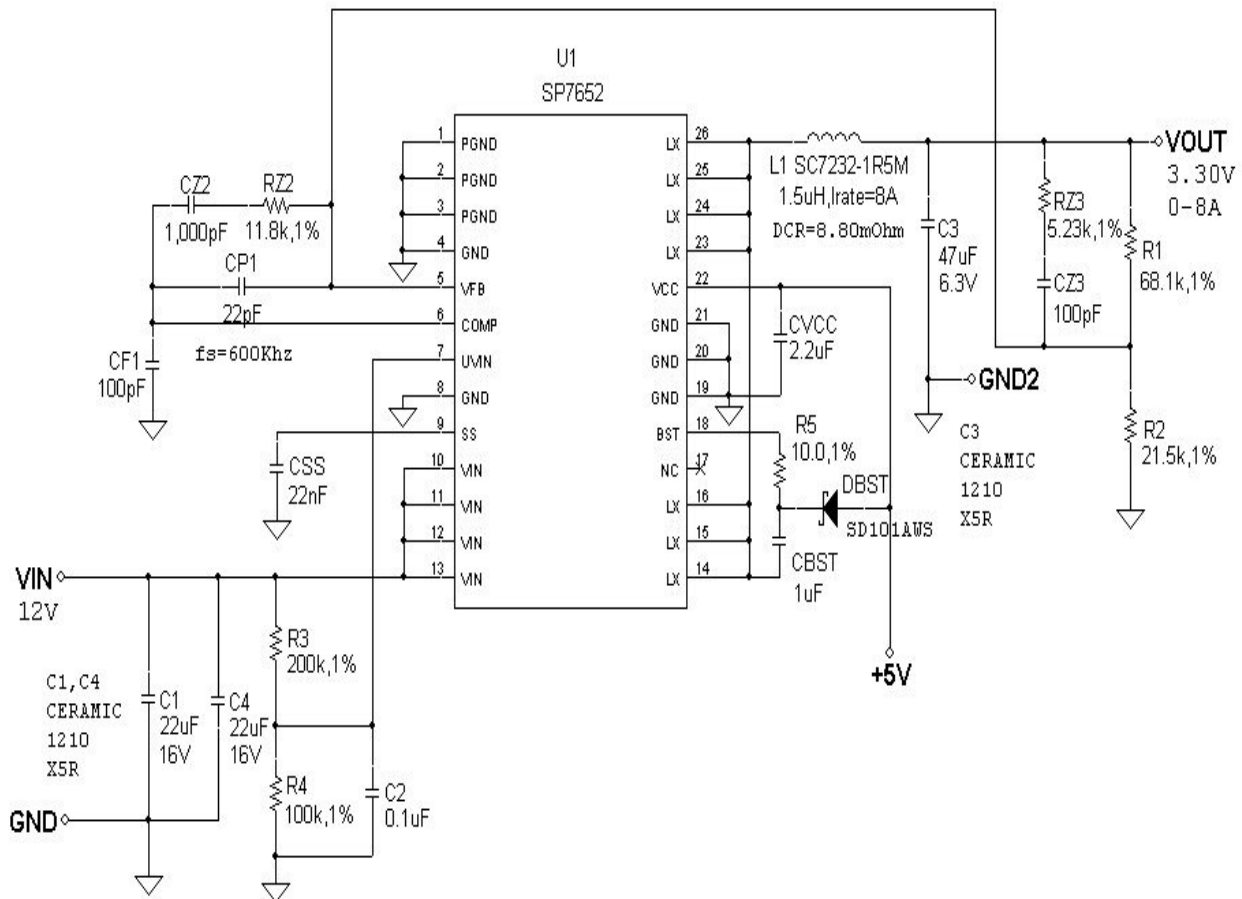 U1
SP7652
1 PGND
2 PGND
3 PGND
4 GND
5 VFB
6 COMP
7 UVIN
8 GND
9 SS
10 VIN
11 VIN
12 VIN
13 VIN
LX 26
LX 25
LX 24
LX 23
VCC 22
GND 21
GND 20
GND 19
BST 18
NC 17
LX 16
LX 15
LX 14
CZ2
1,000pF
RZ2
11.8k,1%
CP1
22pF
CF1
100pF
fs=600Khz
CSS
22nF
VIN
12V
C1,C4
CERAMIC
1210
X5R
C1
22uF
16V
C4
22uF
16V
R3
200k,1%
R4
100k,1%
C2
0.1uF
GND
L1 SC7232-1R5M
1.5uH,Irate=8A
DCR=8.80mOhm
C3
47uF
6.3V
RZ3
5.23k,1%
CZ3
100pF
R1
68.1k,1%
VOUT
3.30V
0-8A
CVCC
2.2uF
GND2
C3
CERAMIC
1210
X5R
R2
21.5k,1%
R5
10.0,1%
DBST
SD101AWS
CBST
1uF
+5V